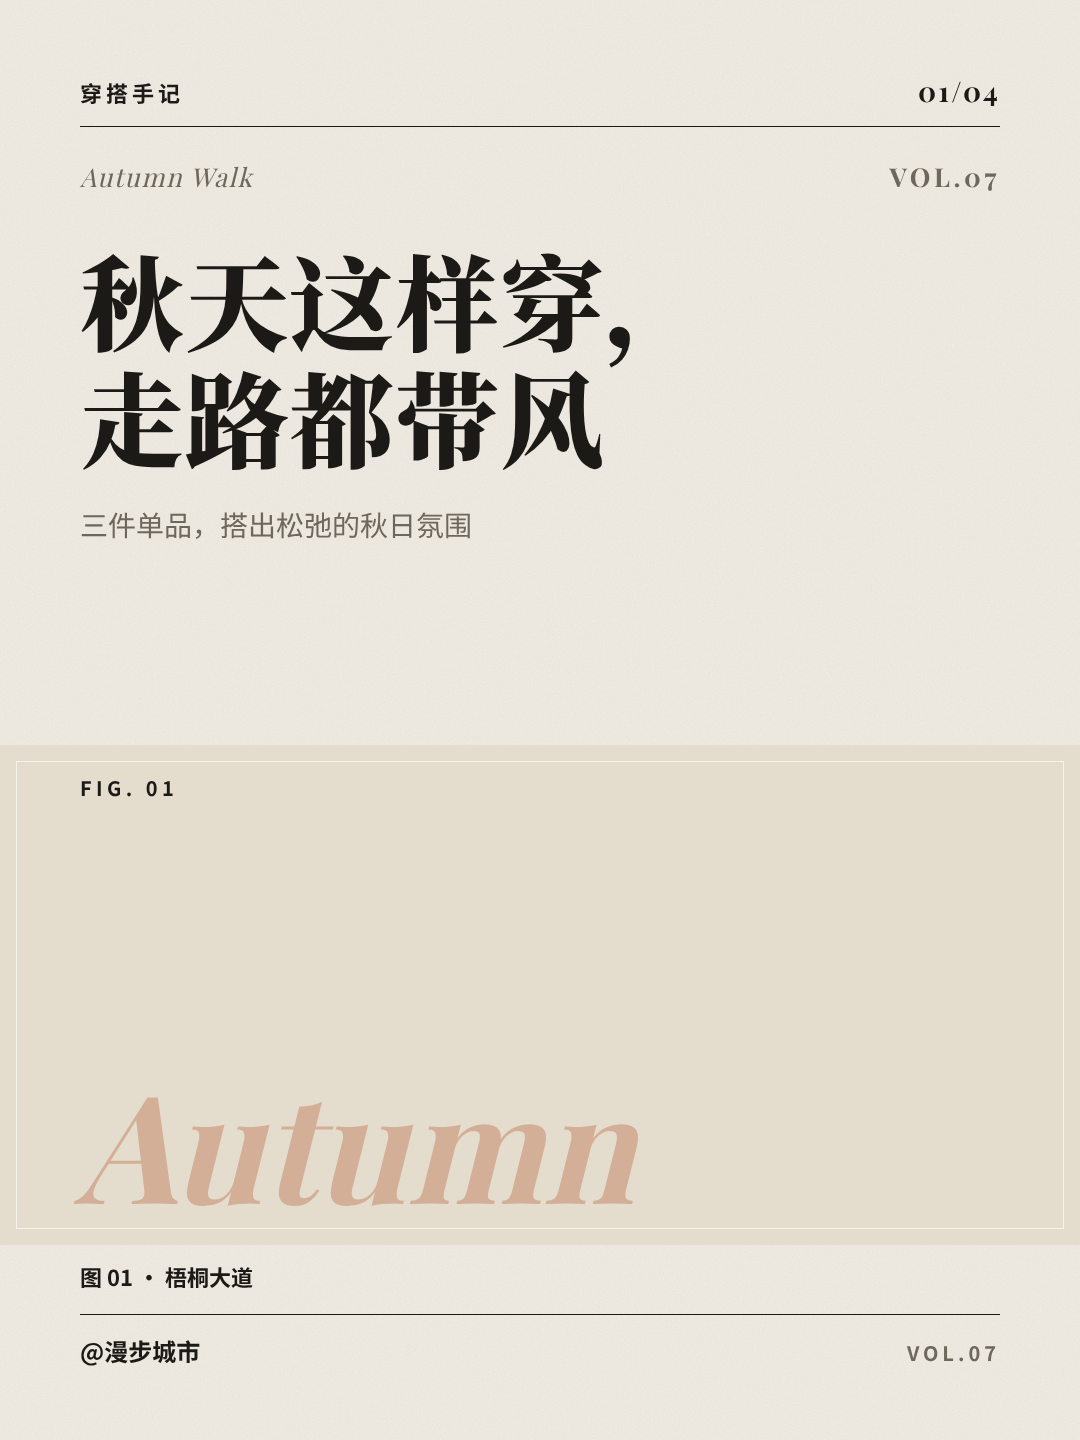 穿搭手记
01/04
Autumn Walk
VOL.07
秋天这样穿，
走路都带风
三件单品，搭出松弛的秋日氛围
FIG. 01
Autumn
图 01 · 梧桐大道
@漫步城市
VOL.07